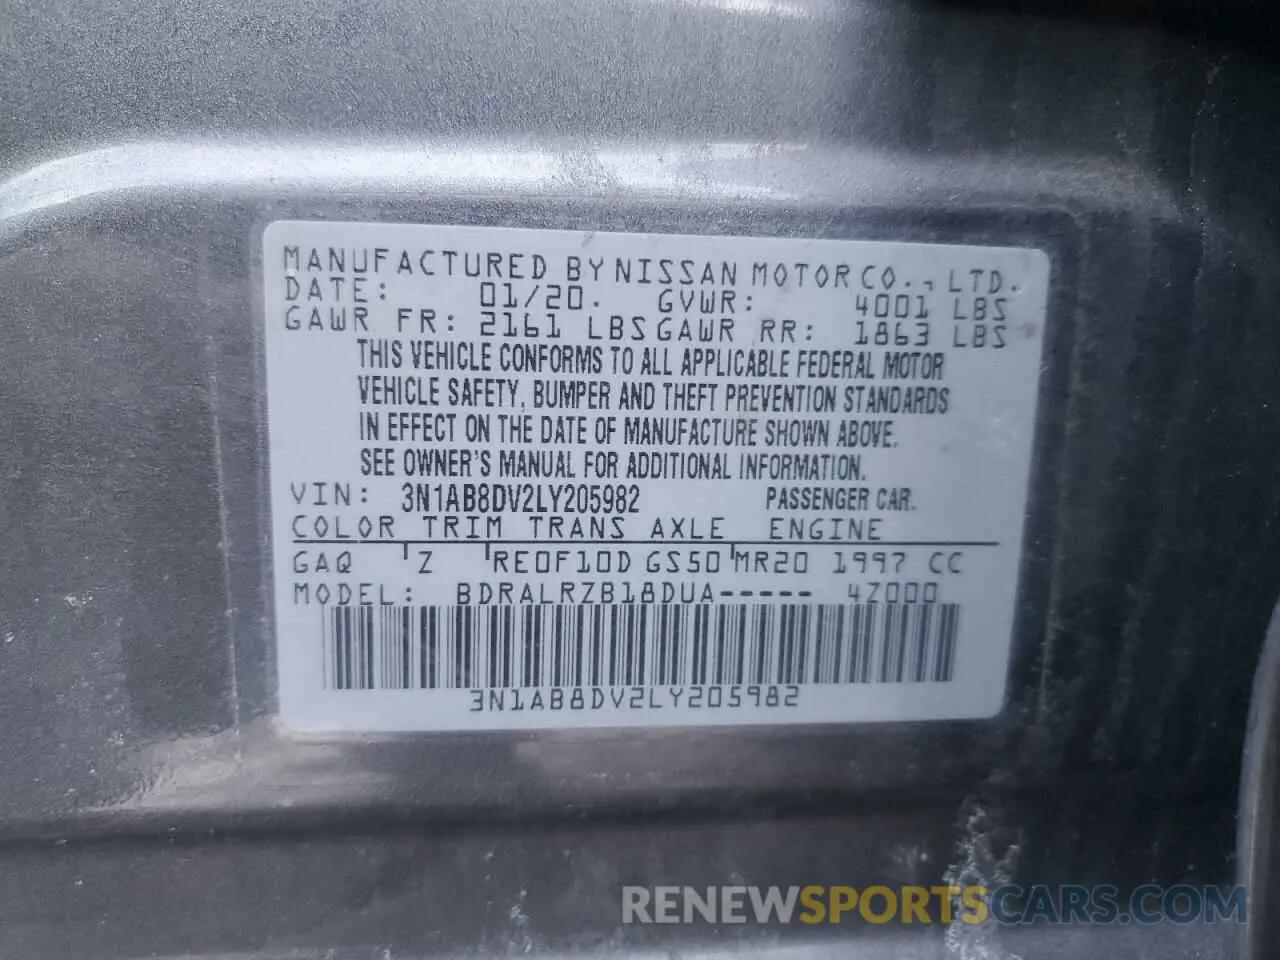 MANUFACTURED BY NISSAN MOTOR CO., LTD.
DATE: 01/20. GVWR: 4001 LBS
GAWR FR: 2161 LBS GAWR RR: 1863 LBS
THIS VEHICLE CONFORMS TO ALL APPLICABLE FEDERAL MOTOR
VEHICLE SAFETY, BUMPER AND THEFT PREVENTION STANDARDS
IN EFFECT ON THE DATE OF MANUFACTURE SHOWN ABOVE.
SEE OWNER'S MANUAL FOR ADDITIONAL INFORMATION.
VIN: 3N1AB8DV2LY205982 PASSENGER CAR.
COLOR TRIM TRANS AXLE ENGINE
GAQ Z RE0F10D GS50 MR20 1997 CC
MODEL: BDRALRZB18DUA----- 4Z000
3N1AB8DV2LY205982
RENEWSPORTSCARS.COM